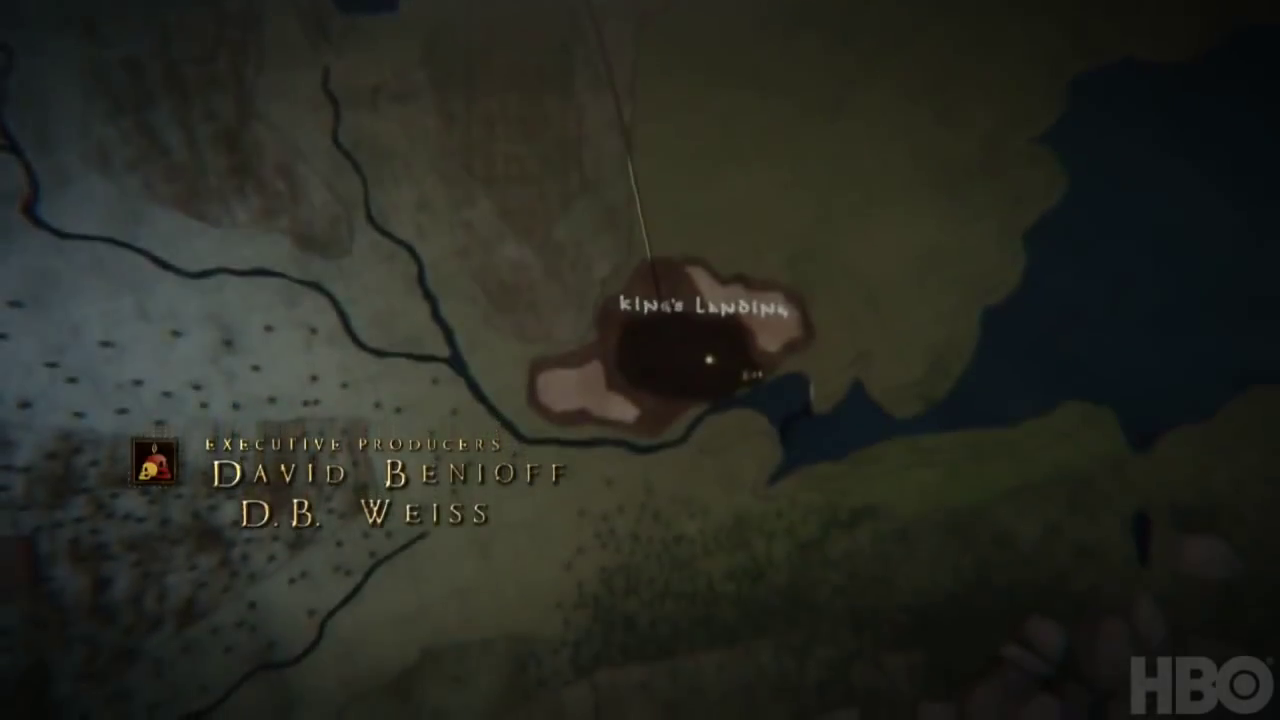 King's Landing
EXECUTIVE PRODUCERS
DAVID BENIOFF
D.B. WEISS
HBO